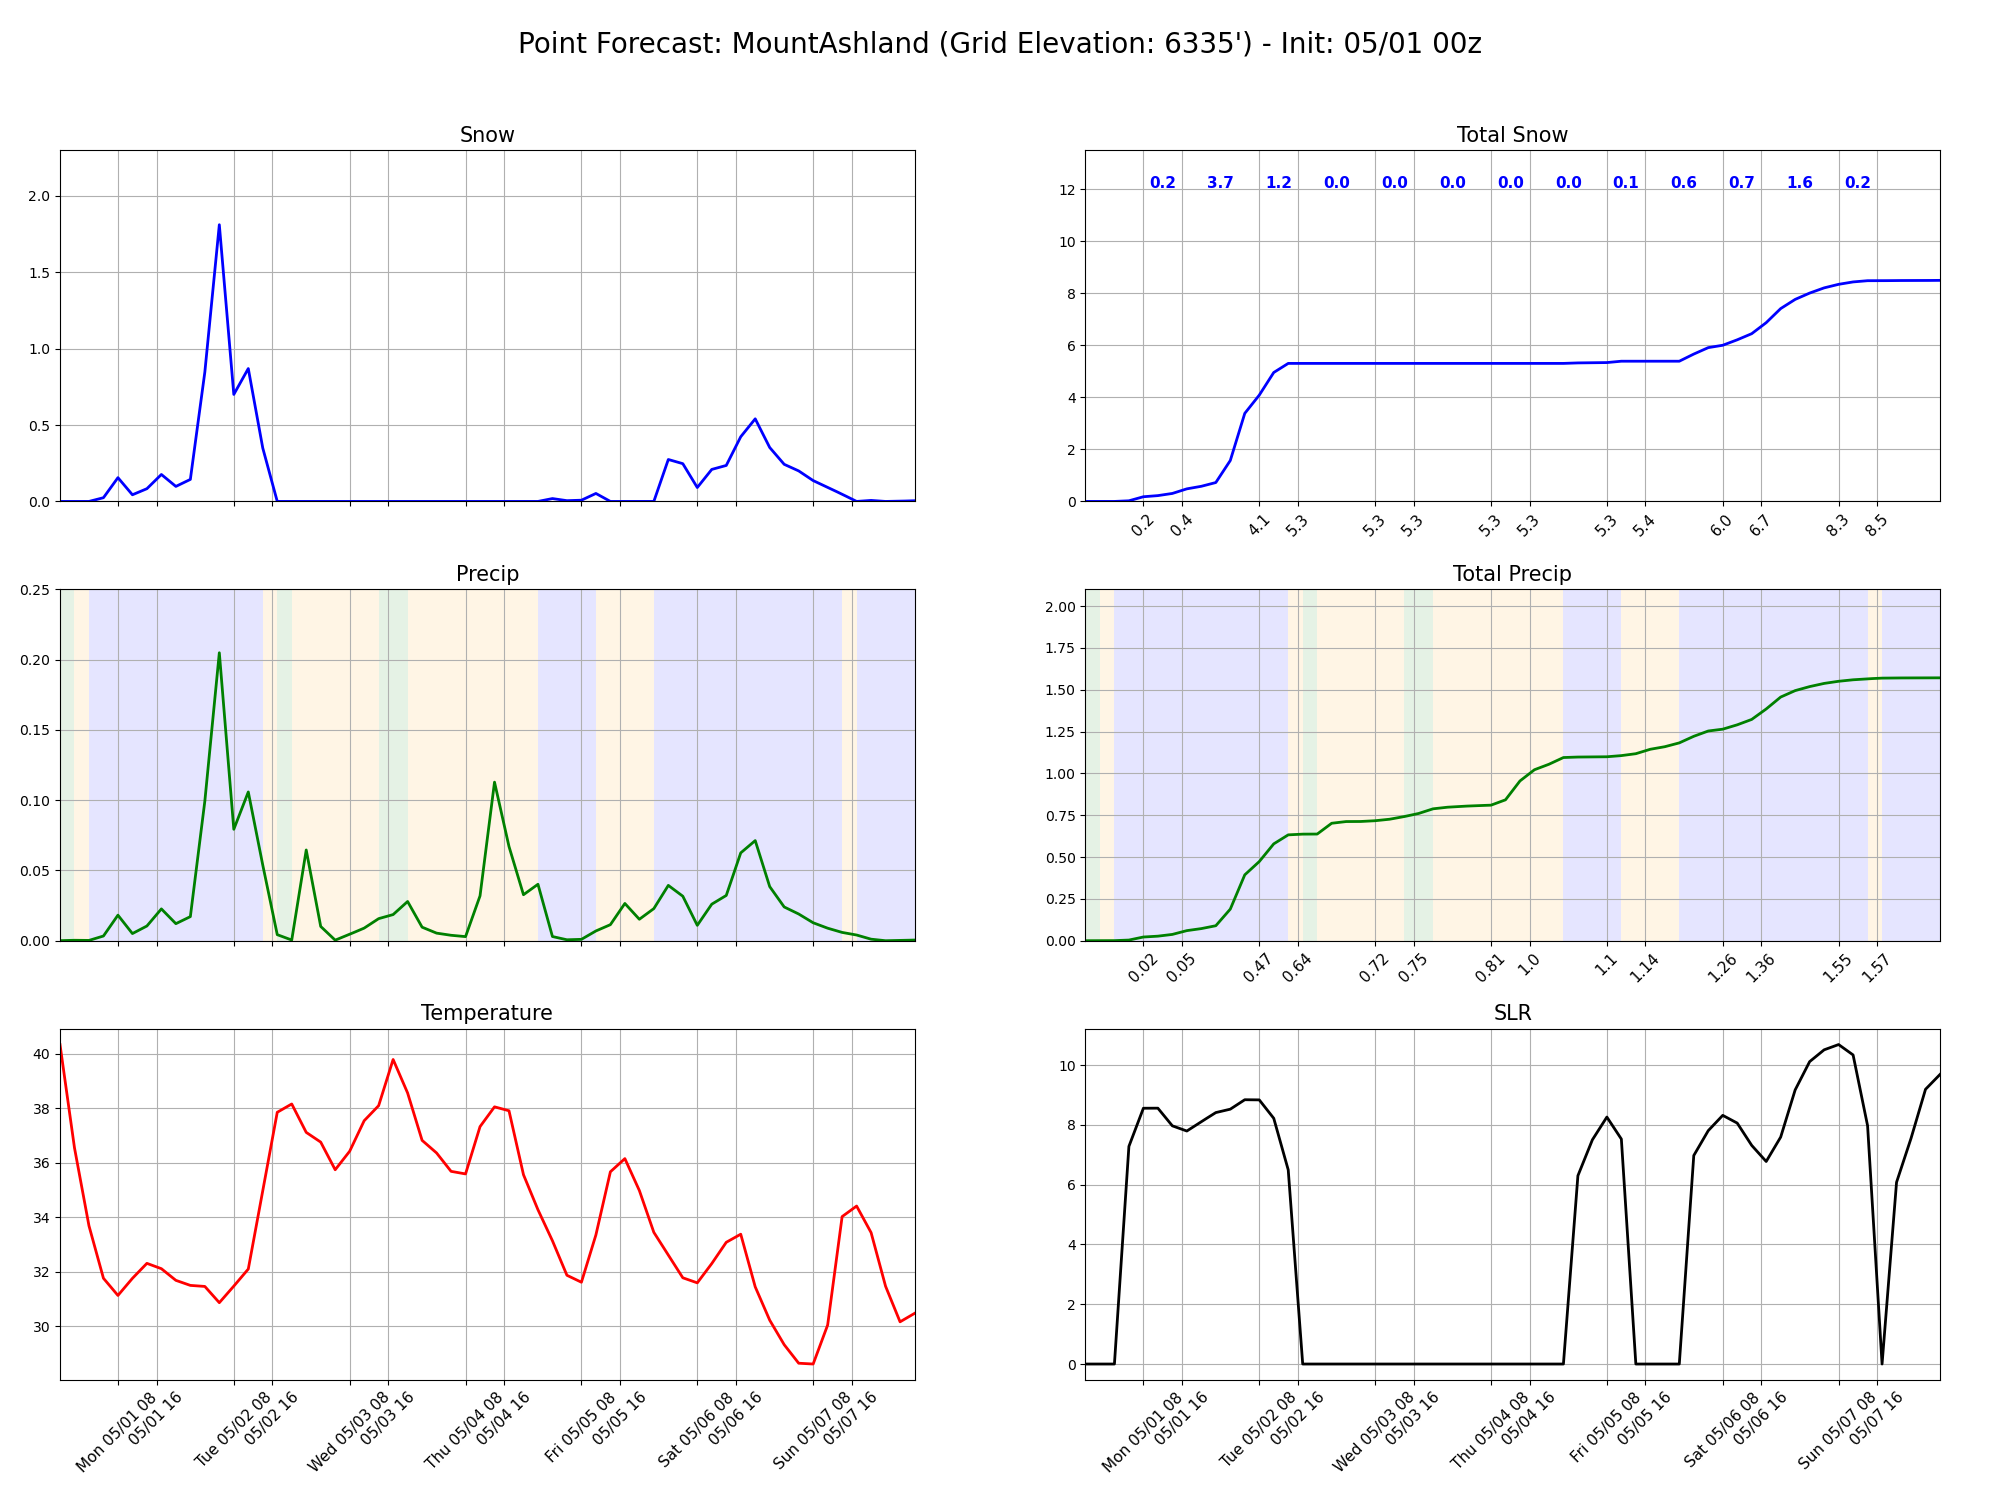 Point Forecast: MountAshland (Grid Elevation: 6335') - Init: 05/01 00z
Snow
2.0
1.5
1.0
0.5
0.0
Total Snow
0.2 3.7 1.2 0.0 0.0 0.0 0.0 0.0 0.1 0.6 0.7 1.6 0.2
12
10
8
6
4
2
0
0.2 0.4 4.1 5.3 5.3 5.3 5.3 5.3 5.3 5.4 6.0 6.7 8.3 8.5
Precip
0.25
0.20
0.15
0.10
0.05
0.00
Total Precip
2.00
1.75
1.50
1.25
1.00
0.75
0.50
0.25
0.00
0.02 0.05 0.47 0.64 0.72 0.75 0.81 1.0 1.1 1.14 1.26 1.36 1.55 1.57
Temperature
40
38
36
34
32
30
Mon 05/01 08
05/01 16
Tue 05/02 08
05/02 16
Wed 05/03 08
05/03 16
Thu 05/04 08
05/04 16
Fri 05/05 08
05/05 16
Sat 05/06 08
05/06 16
Sun 05/07 08
05/07 16
SLR
10
8
6
4
2
0
Mon 05/01 08
05/01 16
Tue 05/02 08
05/02 16
Wed 05/03 08
05/03 16
Thu 05/04 08
05/04 16
Fri 05/05 08
05/05 16
Sat 05/06 08
05/06 16
Sun 05/07 08
05/07 16